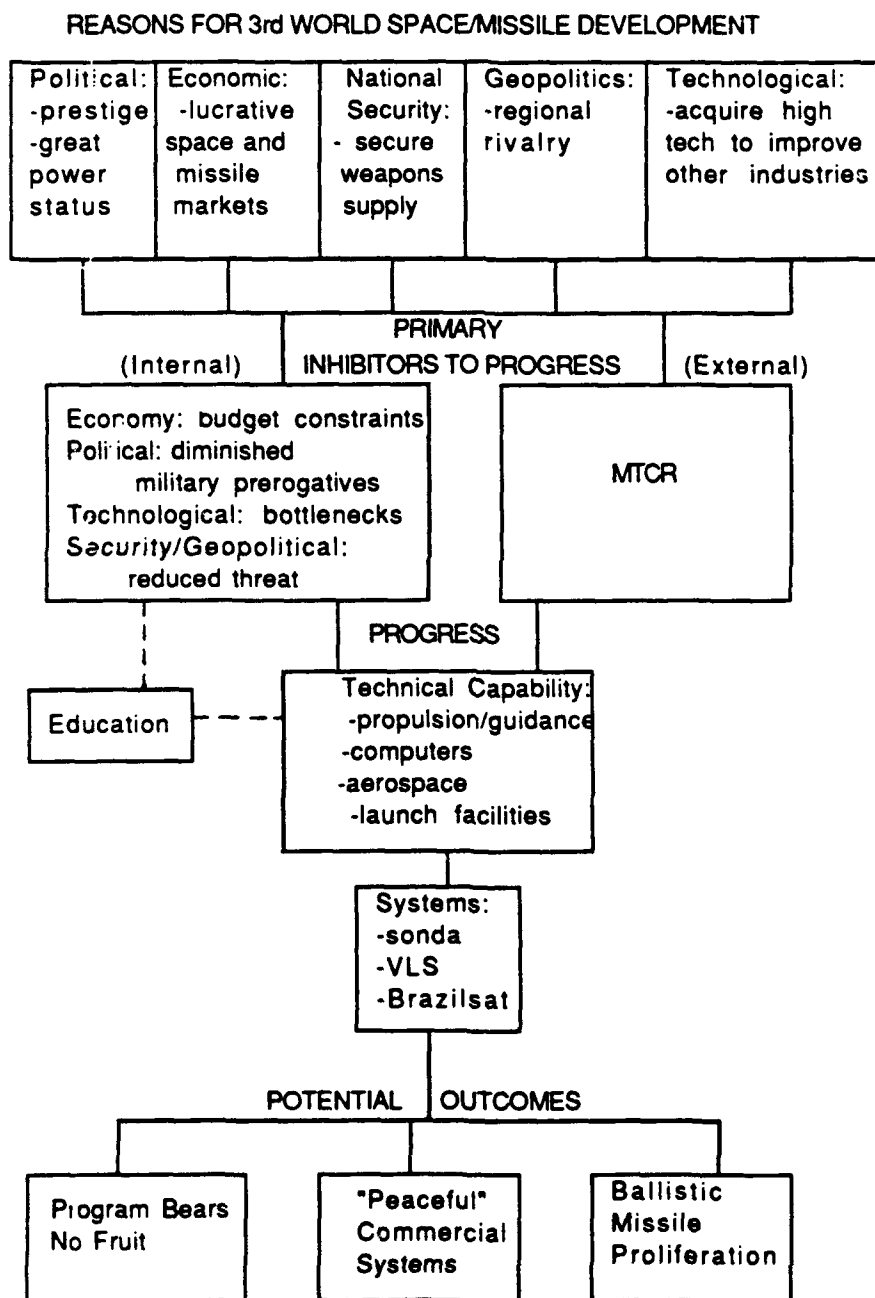 REASONS FOR 3rd WORLD SPACE/MISSILE DEVELOPMENT
Political:
-prestige
-great
power
status
Economic:
-lucrative
space and
missile
markets
National
Security:
- secure
weapons
supply
Geopolitics:
-regional
rivalry
Technological:
-acquire high
tech to improve
other industries
PRIMARY
(Internal) INHIBITORS TO PROGRESS (External)
Economy: budget constraints
Political: diminished
military prerogatives
Technological: bottlenecks
Security/Geopolitical:
reduced threat
MTCR
PROGRESS
Education
Technical Capability:
-propulsion/guidance
-computers
-aerospace
-launch facilities
Systems:
-sonda
-VLS
-Brazilsat
POTENTIAL OUTCOMES
Program Bears
No Fruit
"Peaceful"
Commercial
Systems
Ballistic
Missile
Proliferation